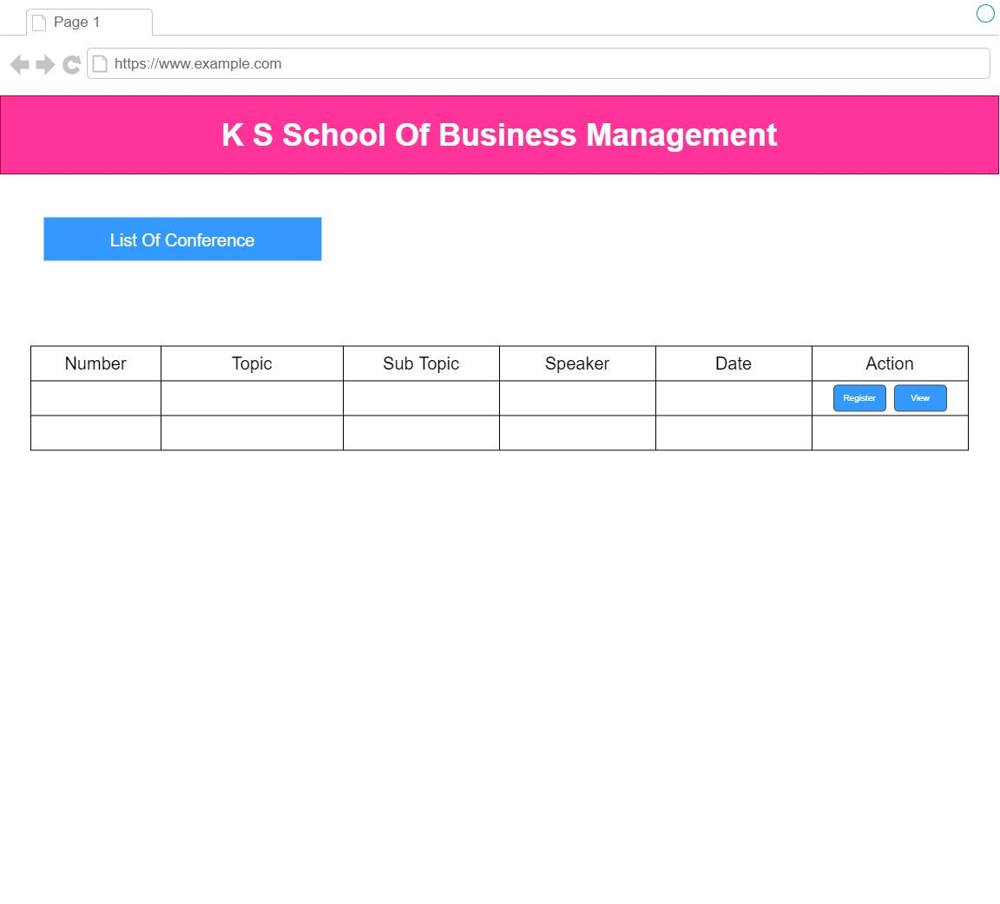 Page 1
https://www.example.com
K S School Of Business Management
List Of Conference
Number Topic Sub Topic Speaker Date Action
Register View